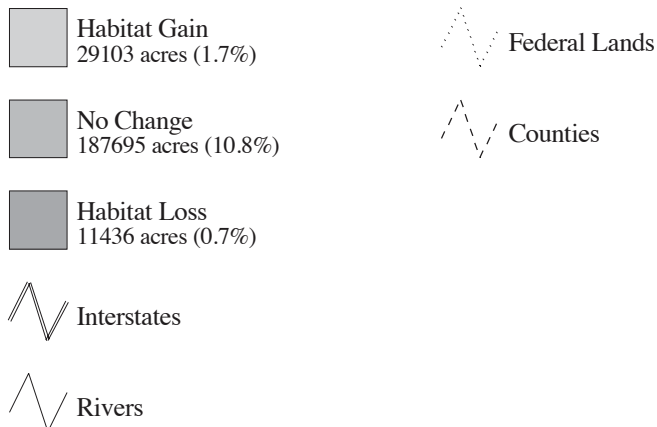 Habitat Gain
29103 acres (1.7%)
No Change
187695 acres (10.8%)
Habitat Loss
11436 acres (0.7%)
Interstates
Rivers
Federal Lands
Counties